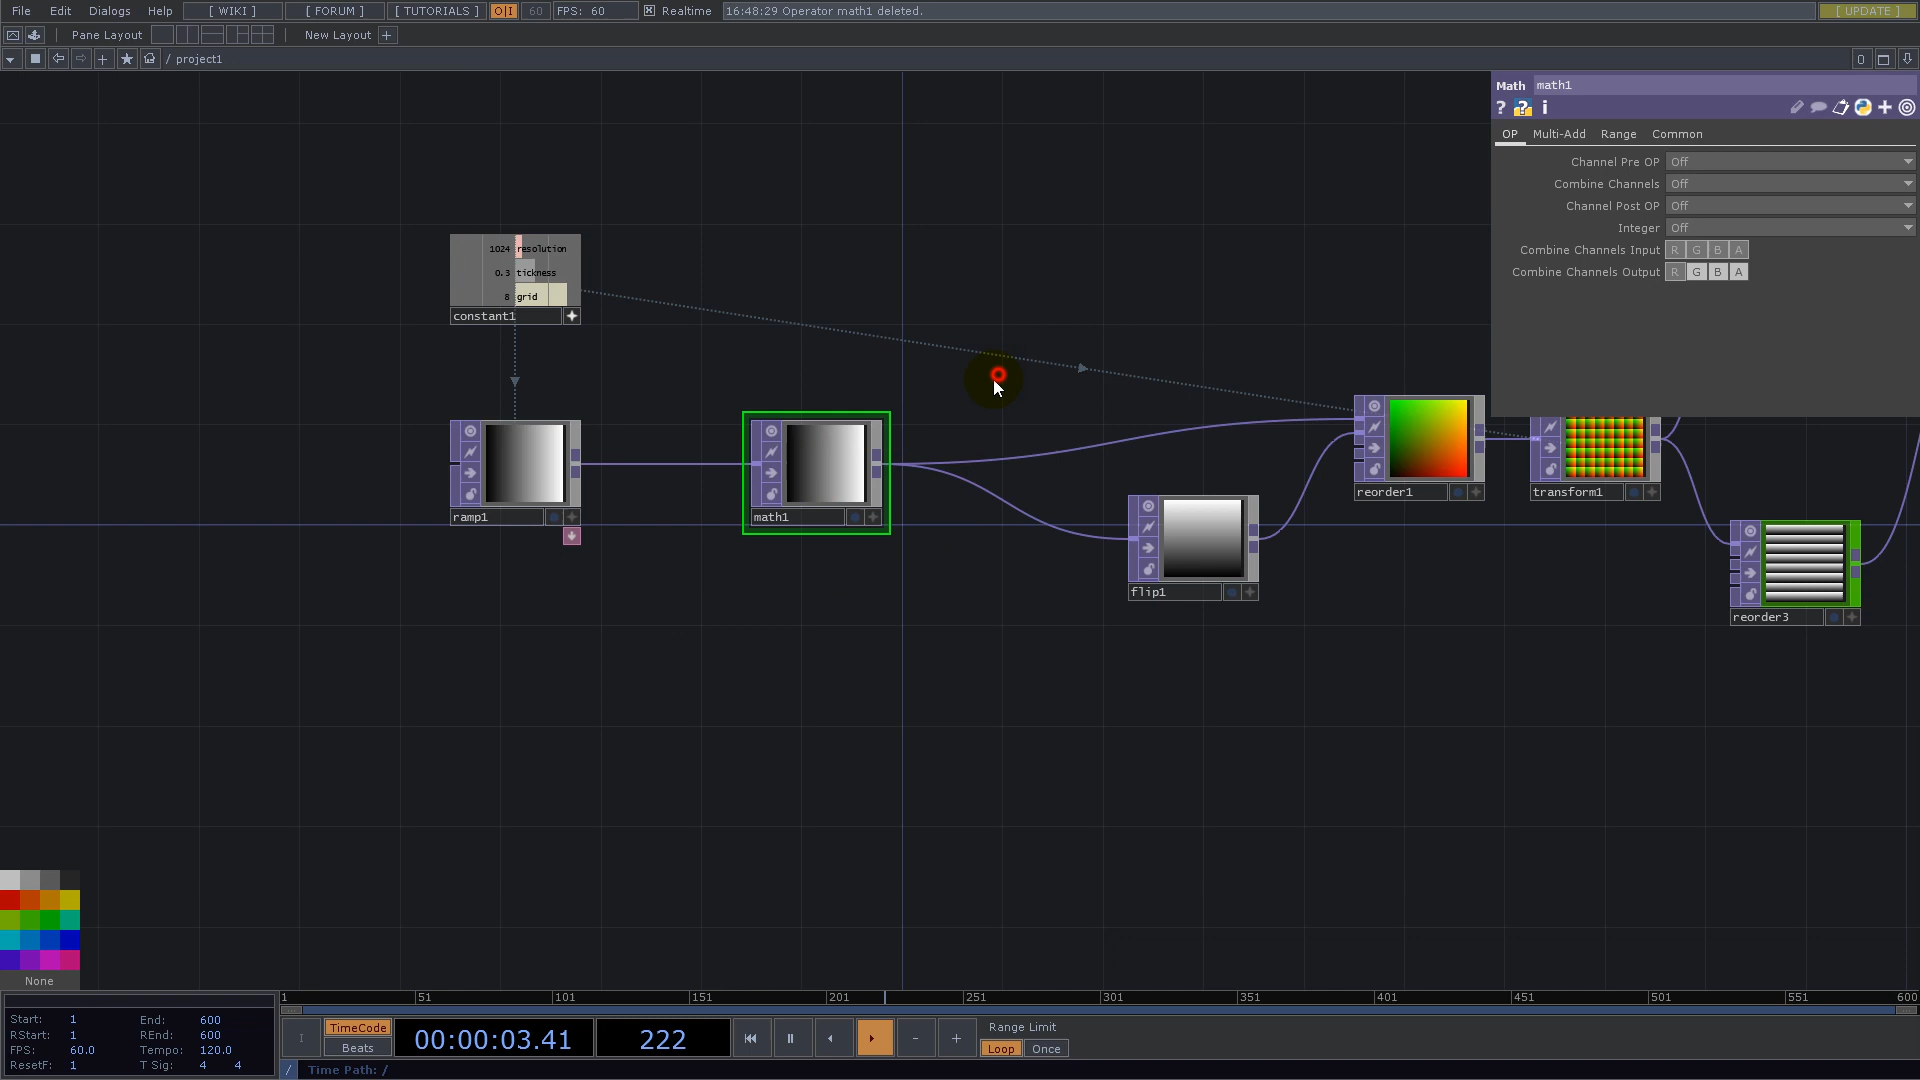 File Edit Dialogs Help [ WIKI ] [ FORUM ] [ TUTORIALS ] O|I 60 FPS: 60 Realtime 16:48:29 Operator math1 deleted. [ UPDATE ]
Pane Layout New Layout +
/ project1 0
Math math1
? ? i
OP Multi-Add Range Common
Channel Pre OP Off
Combine Channels Off
Channel Post OP Off
Integer Off
Combine Channels Input R G B A
Combine Channels Output R G B A
1024 resolution
0.3 tickness
8 grid
constant1
ramp1
math1
flip1
reorder1
transform1
reorder3
None
1 51 101 151 201 251 301 351 401 451 501 551 600
Start: 1 End: 600
RStart: 1 REnd: 600
FPS: 60.0 Tempo: 120.0
ResetF: 1 T Sig: 4 4
I TimeCode Beats 00:00:03.41 222 - +
Range Limit
Loop Once
/ Time Path: /